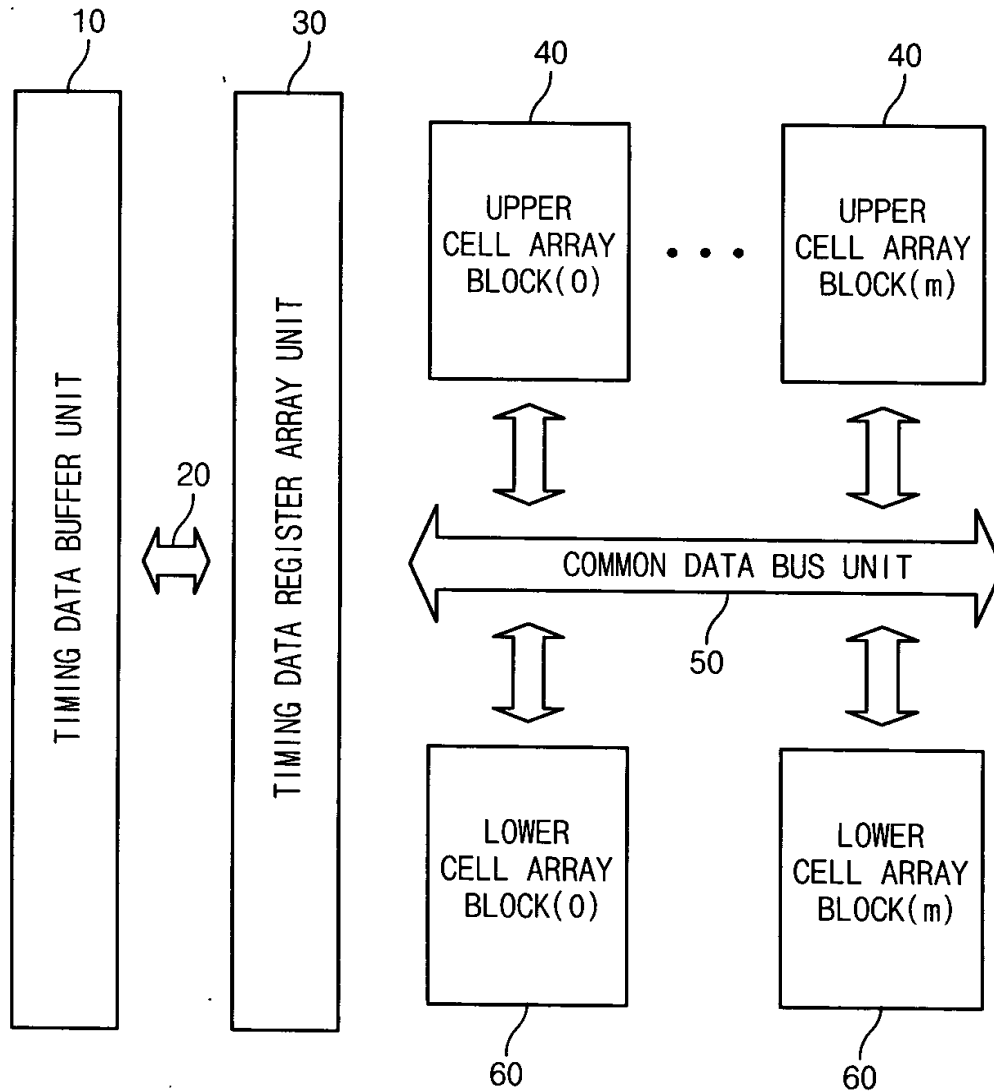 10
30
40
40
UPPER
CELL ARRAY
BLOCK(0)
UPPER
CELL ARRAY
BLOCK(m)
TIMING DATA BUFFER UNIT
20
TIMING DATA REGISTER ARRAY UNIT
COMMON DATA BUS UNIT
50
LOWER
CELL ARRAY
BLOCK(0)
LOWER
CELL ARRAY
BLOCK(m)
60
60